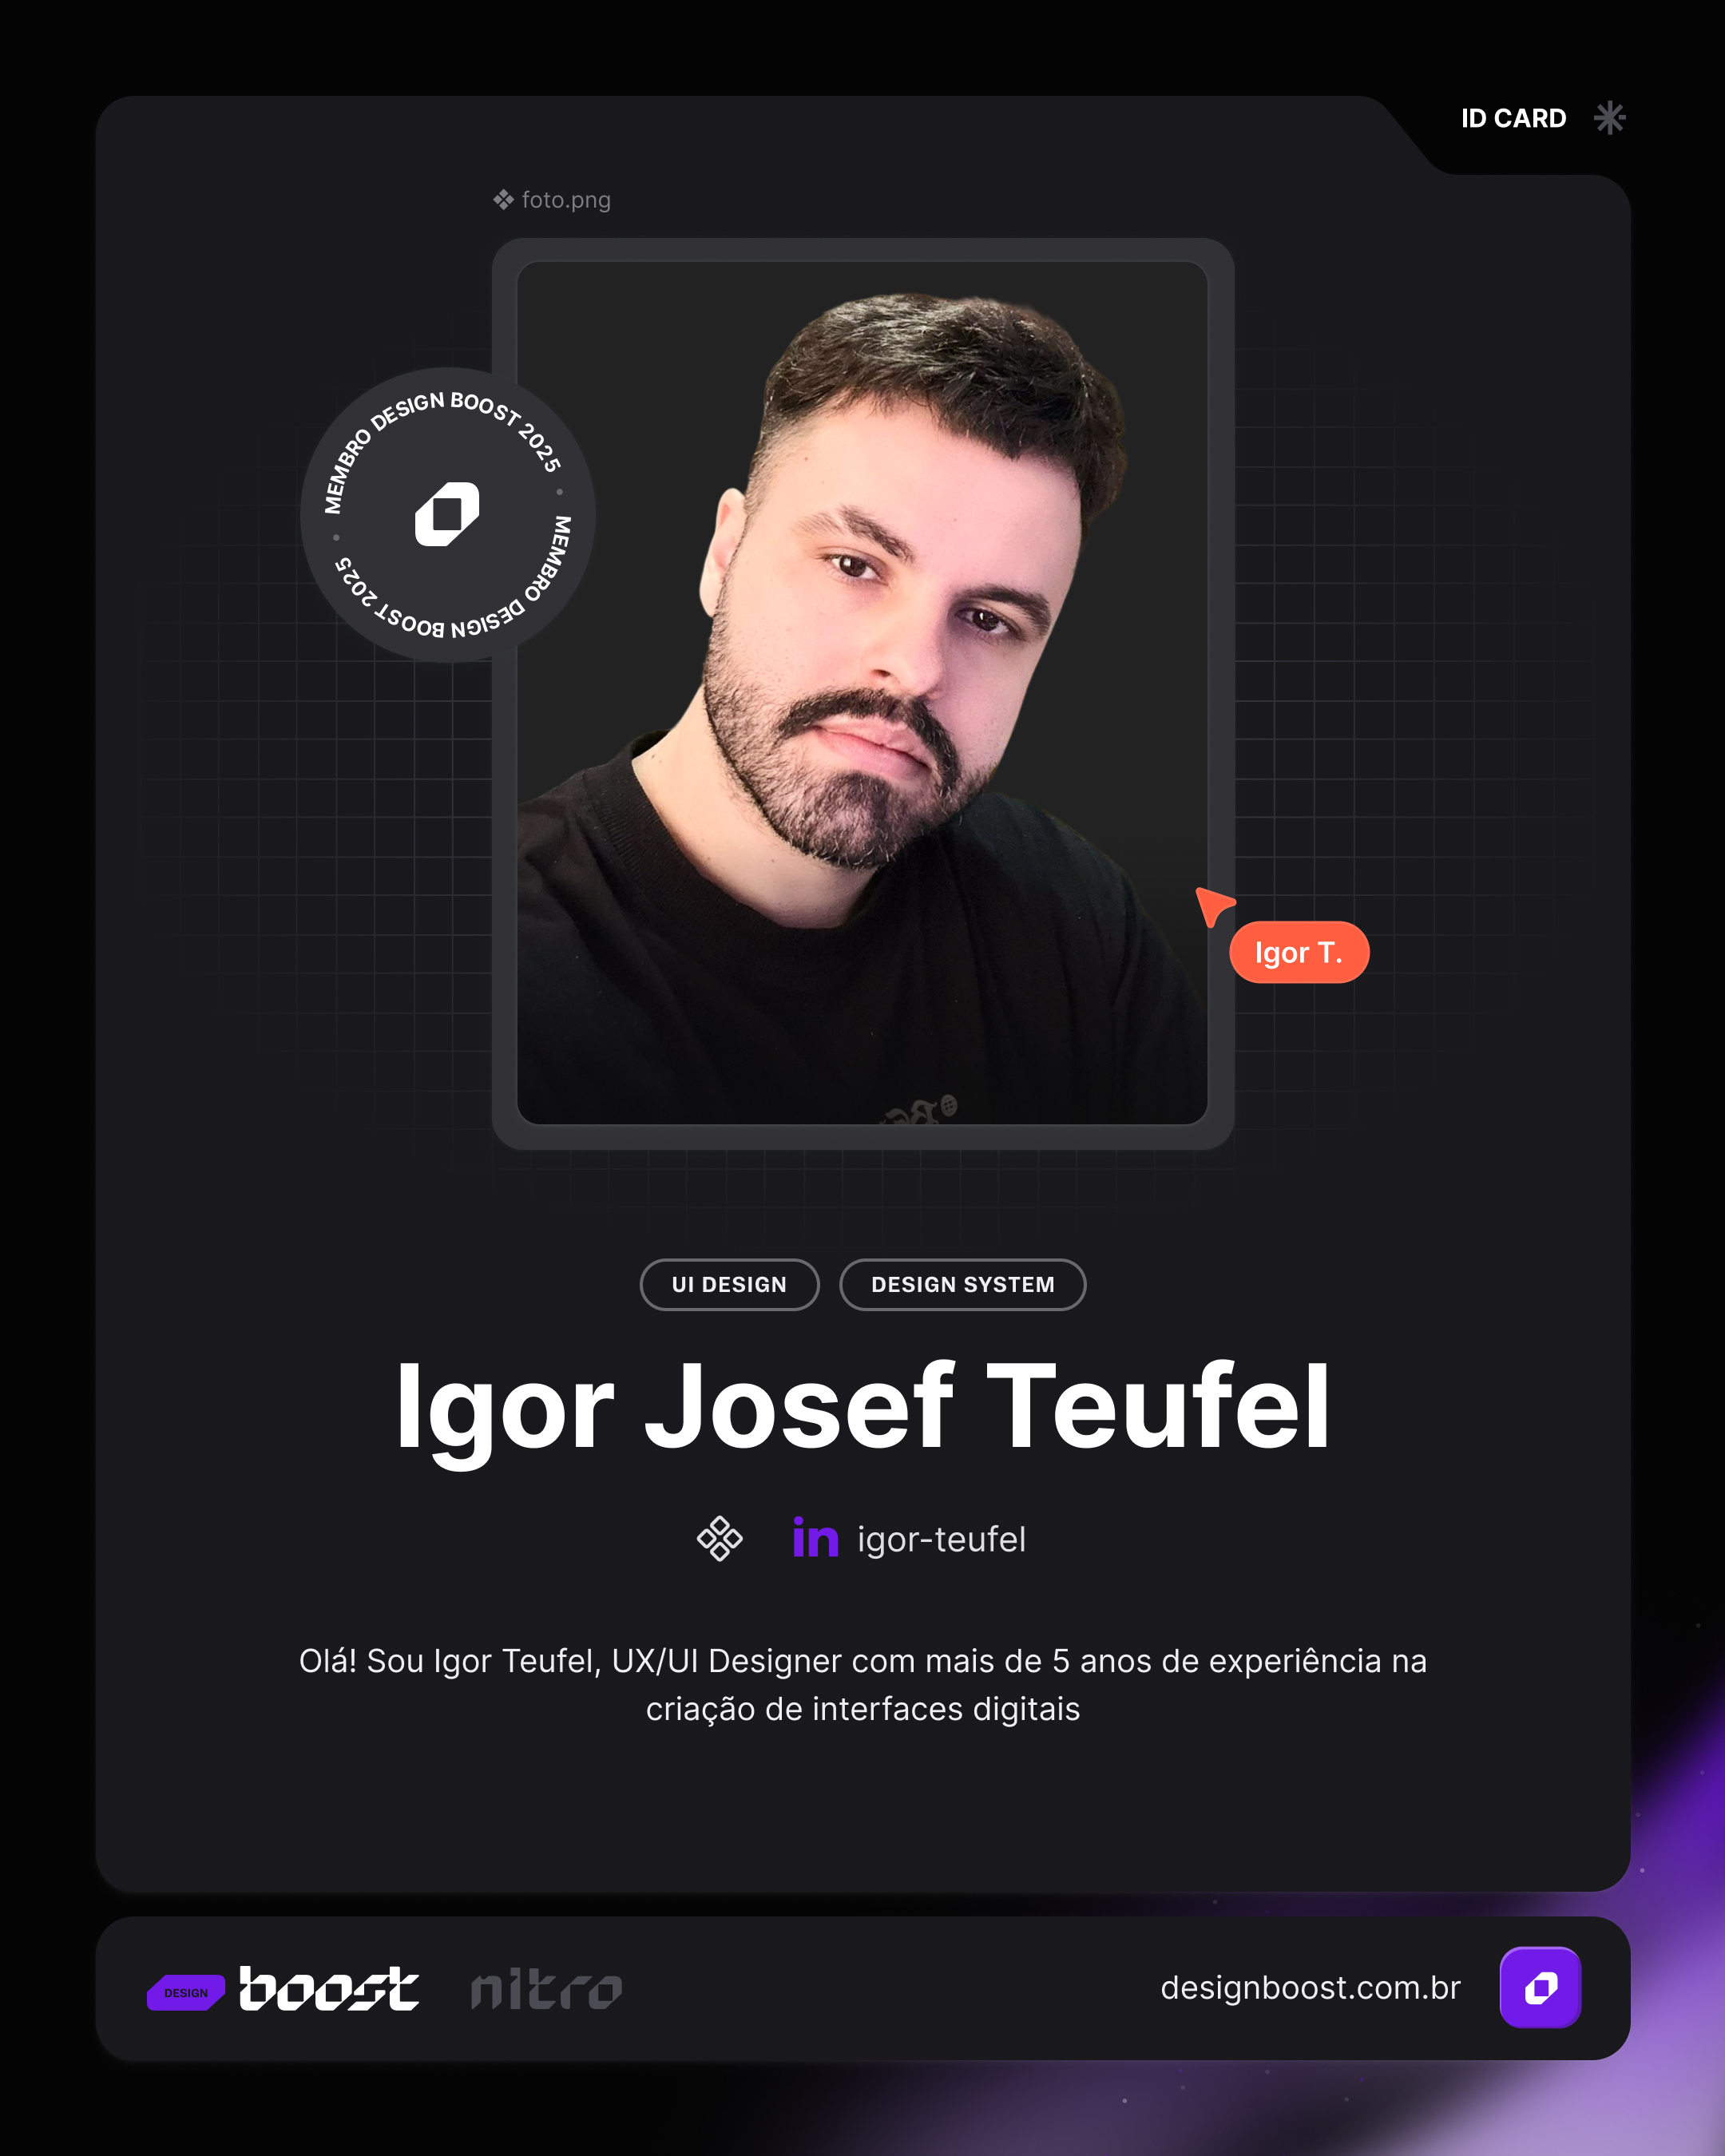 ID CARD
foto.png
MEMBRO DESIGN BOOST 2025 • MEMBRO DESIGN BOOST 2025 •
Igor T.
UI DESIGN
DESIGN SYSTEM
Igor Josef Teufel
in igor-teufel
Olá! Sou Igor Teufel, UX/UI Designer com mais de 5 anos de experiência na
criação de interfaces digitais
DESIGN boost nitro
designboost.com.br